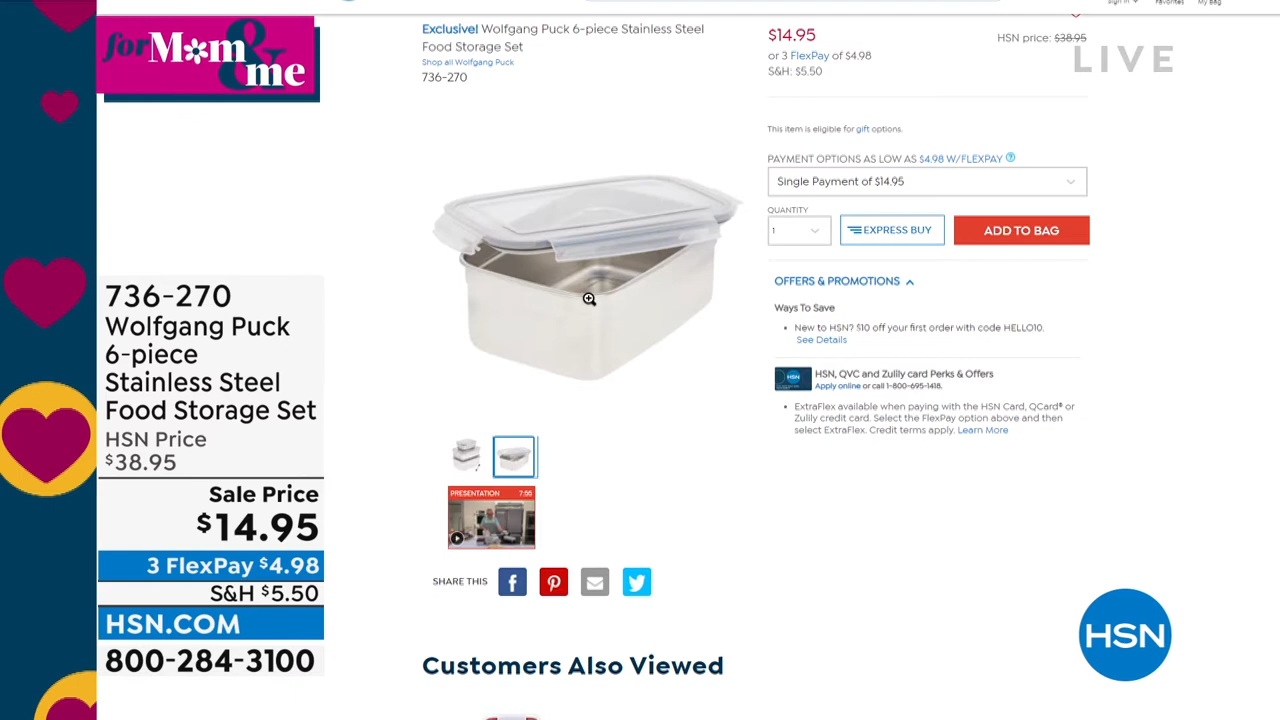 Sign In
Favorites
My Bag
for Mom
& me
Exclusive! Wolfgang Puck 6-piece Stainless Steel
Food Storage Set
Shop all Wolfgang Puck
736-270
$14.95
HSN price: $38.95
or 3 FlexPay of $4.98
S&H: $5.50
LIVE
This item is eligible for gift options.
PAYMENT OPTIONS AS LOW AS $4.98 W/FLEXPAY ?
Single Payment of $14.95
QUANTITY
1
EXPRESS BUY
ADD TO BAG
OFFERS & PROMOTIONS
Ways To Save
• New to HSN? $10 off your first order with code HELLO10.
See Details
HSN
HSN, QVC and Zulily card Perks & Offers
Apply online or call 1-800-695-1418.
• ExtraFlex available when paying with the HSN Card, QCard® or
Zulily credit card. Select the FlexPay option above and then
select ExtraFlex. Credit terms apply. Learn More
PRESENTATION 7:56
SHARE THIS
Customers Also Viewed
736-270
Wolfgang Puck
6-piece
Stainless Steel
Food Storage Set
HSN Price
$38.95
Sale Price
$14.95
3 FlexPay $4.98
S&H $5.50
HSN.COM
800-284-3100
HSN